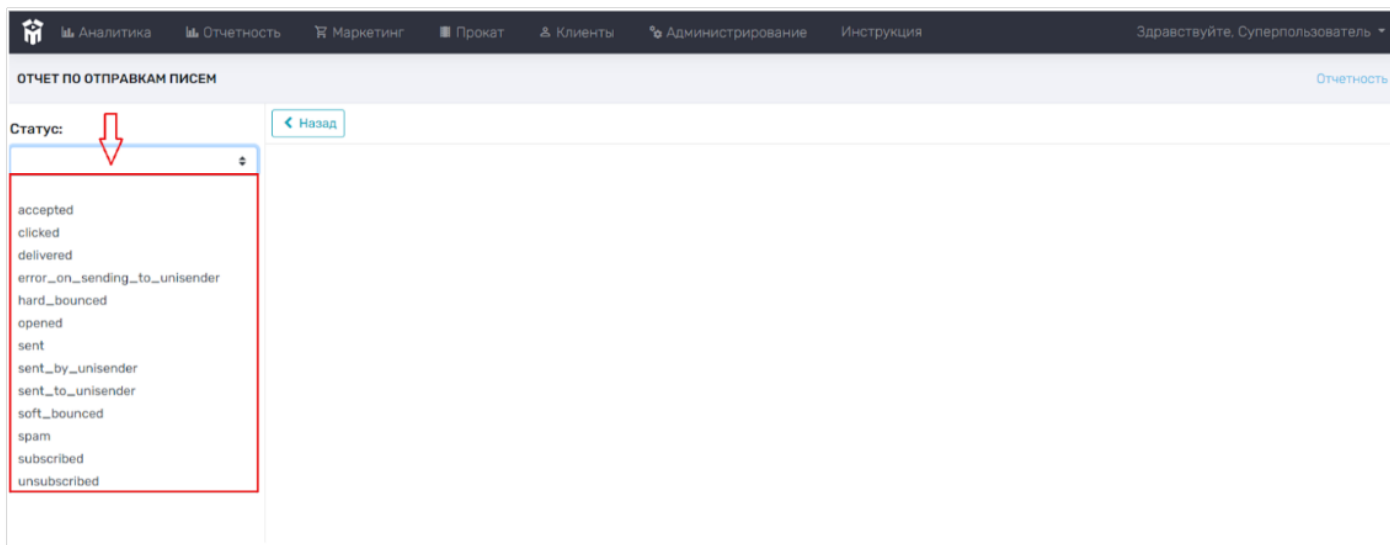 Аналитика Отчетность Маркетинг Прокат Клиенты Администрирование Инструкция Здравствуйте, Суперпользователь
ОТЧЕТ ПО ОТПРАВКАМ ПИСЕМ Отчетность
Статус: Назад
accepted
clicked
delivered
error_on_sending_to_unisender
hard_bounced
opened
sent
sent_by_unisender
sent_to_unisender
soft_bounced
spam
subscribed
unsubscribed